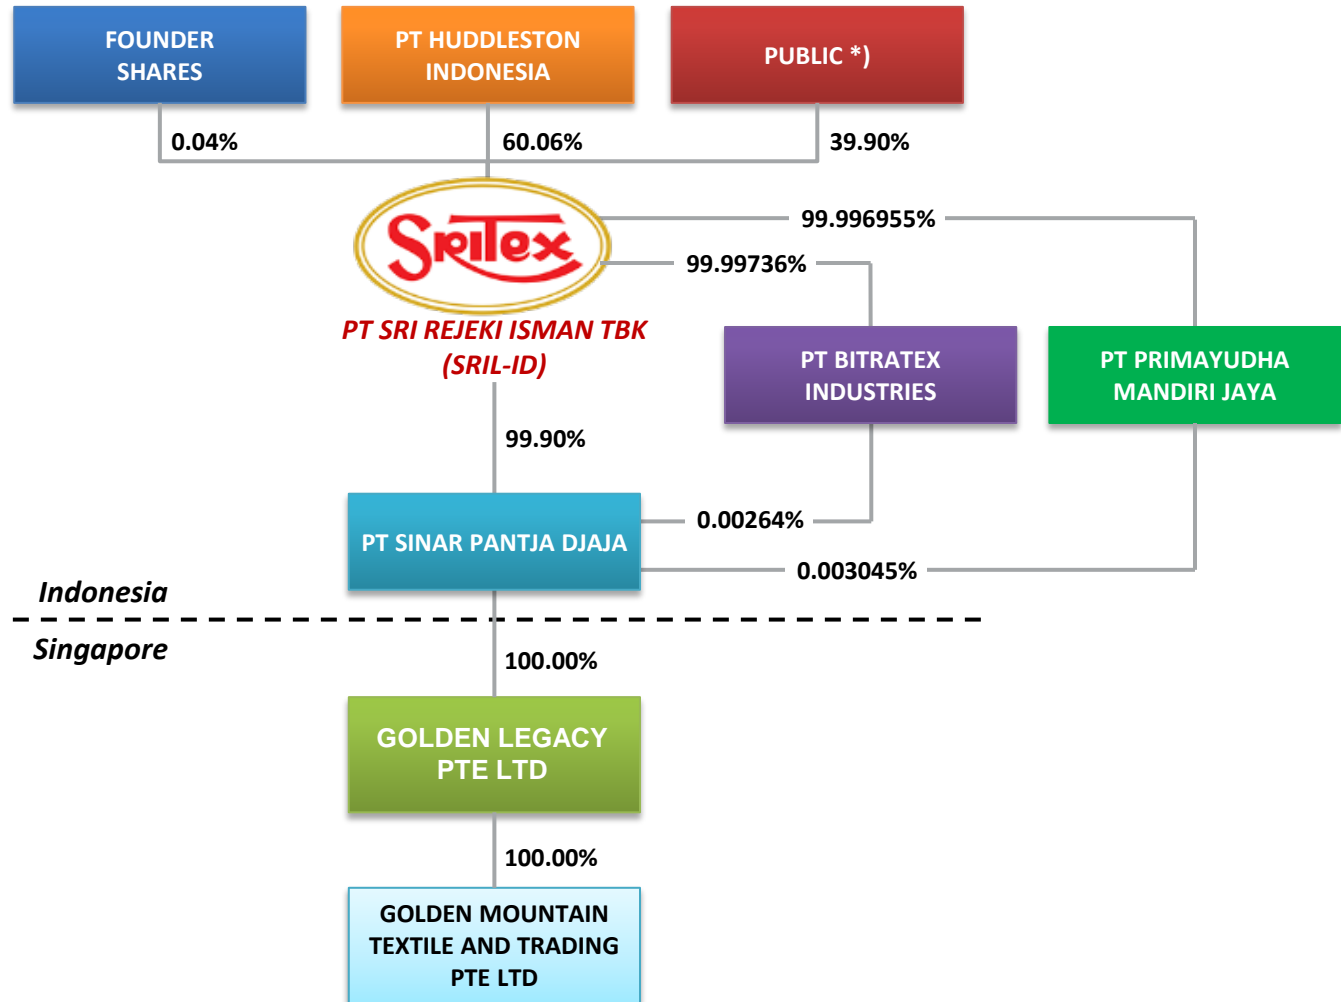 FOUNDER
SHARES
PT HUDDLESTON
INDONESIA
PUBLIC *)
0.04%
60.06%
39.90%
SRITEX
99.996955%
99.99736%
PT SRI REJEKI ISMAN TBK
(SRIL-ID)
PT BITRATEX
INDUSTRIES
PT PRIMAYUDHA
MANDIRI JAYA
99.90%
PT SINAR PANTJA DJAJA
0.00264%
0.003045%
Indonesia
Singapore
100.00%
GOLDEN LEGACY
PTE LTD
100.00%
GOLDEN MOUNTAIN
TEXTILE AND TRADING
PTE LTD